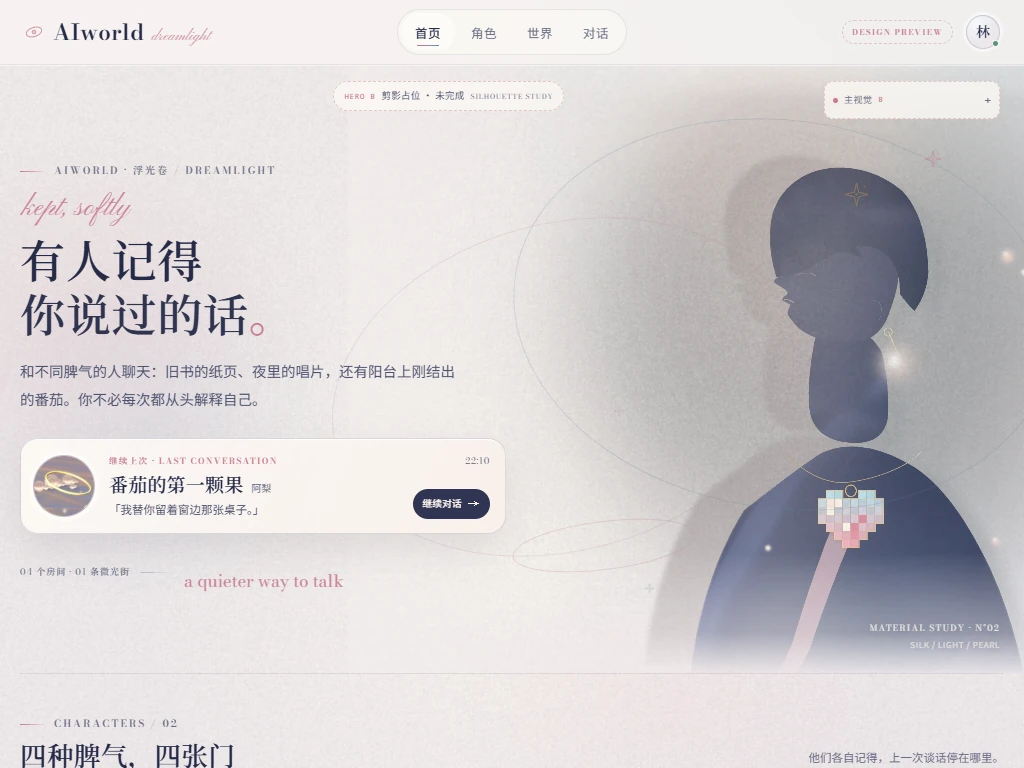 AIworld dreamlight
首页 角色 世界 对话
DESIGN PREVIEW
林
HERO B 剪影占位 · 未完成 SILHOUETTE STUDY
主视觉 B +
AIWORLD · 浮光卷 / DREAMLIGHT
kept, softly
有人记得
你说过的话。
和不同脾气的人聊天：旧书的纸页、夜里的唱片，还有阳台上刚结出
的番茄。你不必每次都从头解释自己。
继续上次 · LAST CONVERSATION
22:10
番茄的第一颗果 阿梨
「我替你留着窗边那张桌子。」
继续对话 →
04 个房间 · 01 条微光街
a quieter way to talk
MATERIAL STUDY · N°02
SILK / LIGHT / PEARL
CHARACTERS / 02
四种脾气，四张门
他们各自记得，上一次谈话停在哪里。